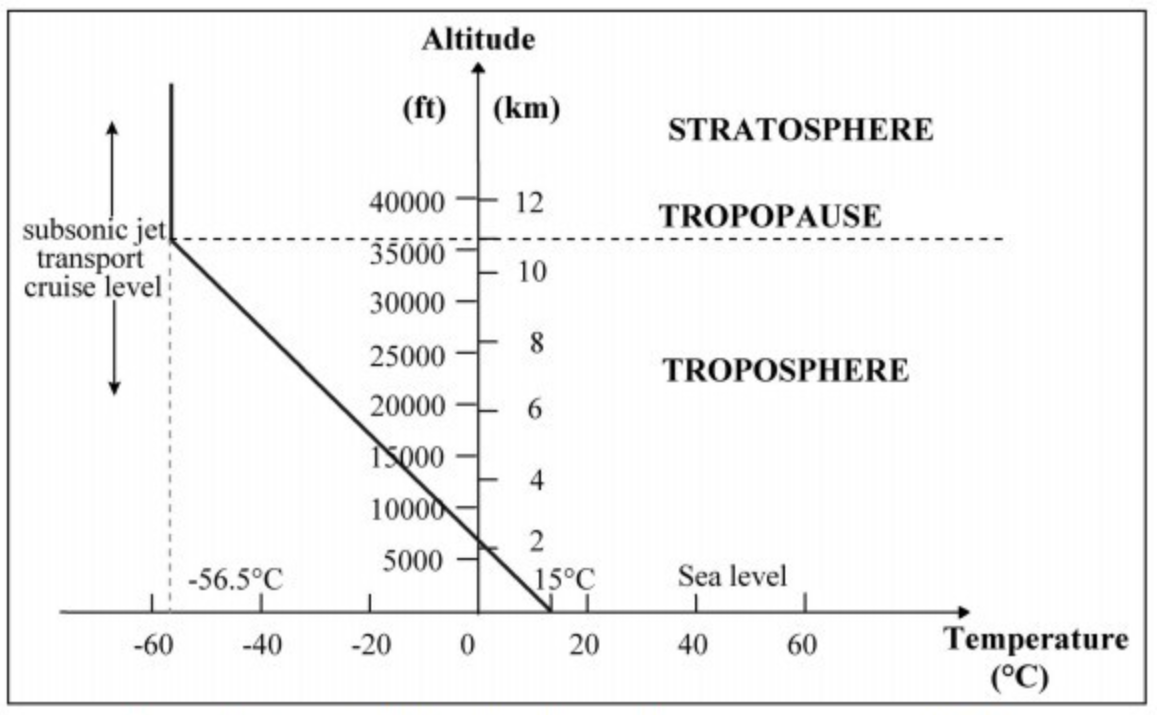 Altitude
(ft) (km)
STRATOSPHERE
40000 12
TROPOPAUSE
subsonic jet
transport
cruise level
35000
10
30000
8
25000
TROPOSPHERE
20000 6
15000
4
10000
2
5000
-56.5°C 15°C Sea level
-60 -40 -20 0 20 40 60
Temperature
(°C)